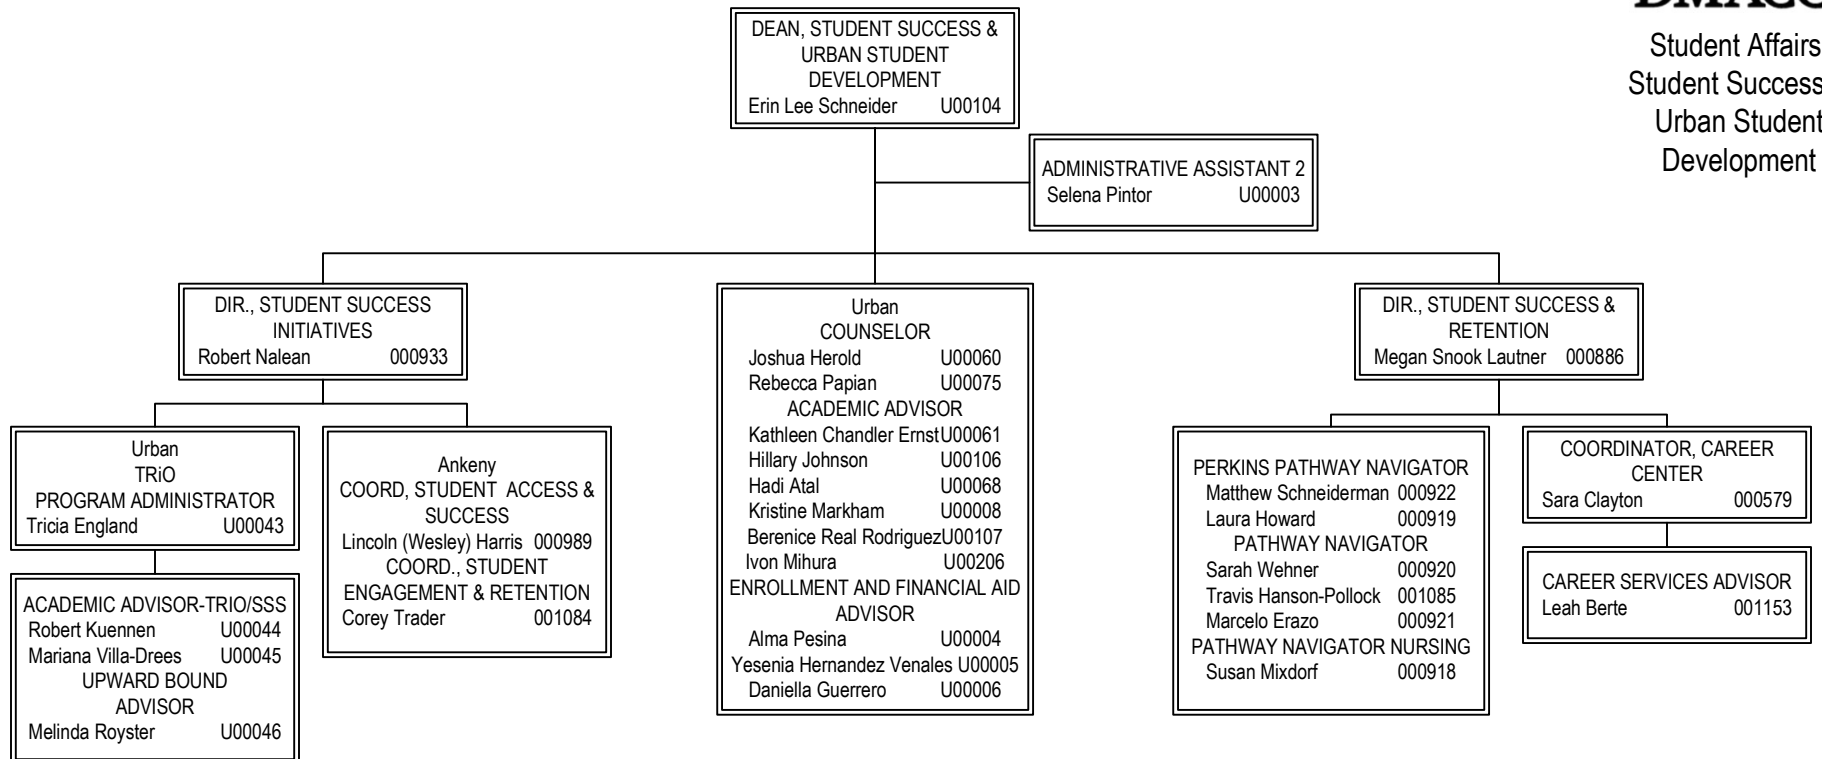 DMACC
Student Affairs
Student Success
Urban Student
Development
DEAN, STUDENT SUCCESS &
URBAN STUDENT
DEVELOPMENT
Erin Lee Schneider U00104
ADMINISTRATIVE ASSISTANT 2
Selena Pintor U00003
DIR., STUDENT SUCCESS
INITIATIVES
Robert Nalean 000933
Urban
TRiO
PROGRAM ADMINISTRATOR
Tricia England U00043
ACADEMIC ADVISOR-TRIO/SSS
Robert Kuennen U00044
Mariana Villa-Drees U00045
UPWARD BOUND
ADVISOR
Melinda Royster U00046
Ankeny
COORD, STUDENT ACCESS &
SUCCESS
Lincoln (Wesley) Harris 000989
COORD., STUDENT
ENGAGEMENT & RETENTION
Corey Trader 001084
Urban
COUNSELOR
Joshua Herold U00060
Rebecca Papian U00075
ACADEMIC ADVISOR
Kathleen Chandler Ernst U00061
Hillary Johnson U00106
Hadi Atal U00068
Kristine Markham U00008
Berenice Real Rodriguez U00107
Ivon Mihura U00206
ENROLLMENT AND FINANCIAL AID
ADVISOR
Alma Pesina U00004
Yesenia Hernandez Venales U00005
Daniella Guerrero U00006
DIR., STUDENT SUCCESS &
RETENTION
Megan Snook Lautner 000886
PERKINS PATHWAY NAVIGATOR
Matthew Schneiderman 000922
Laura Howard 000919
PATHWAY NAVIGATOR
Sarah Wehner 000920
Travis Hanson-Pollock 001085
Marcelo Erazo 000921
PATHWAY NAVIGATOR NURSING
Susan Mixdorf 000918
COORDINATOR, CAREER
CENTER
Sara Clayton 000579
CAREER SERVICES ADVISOR
Leah Berte 001153